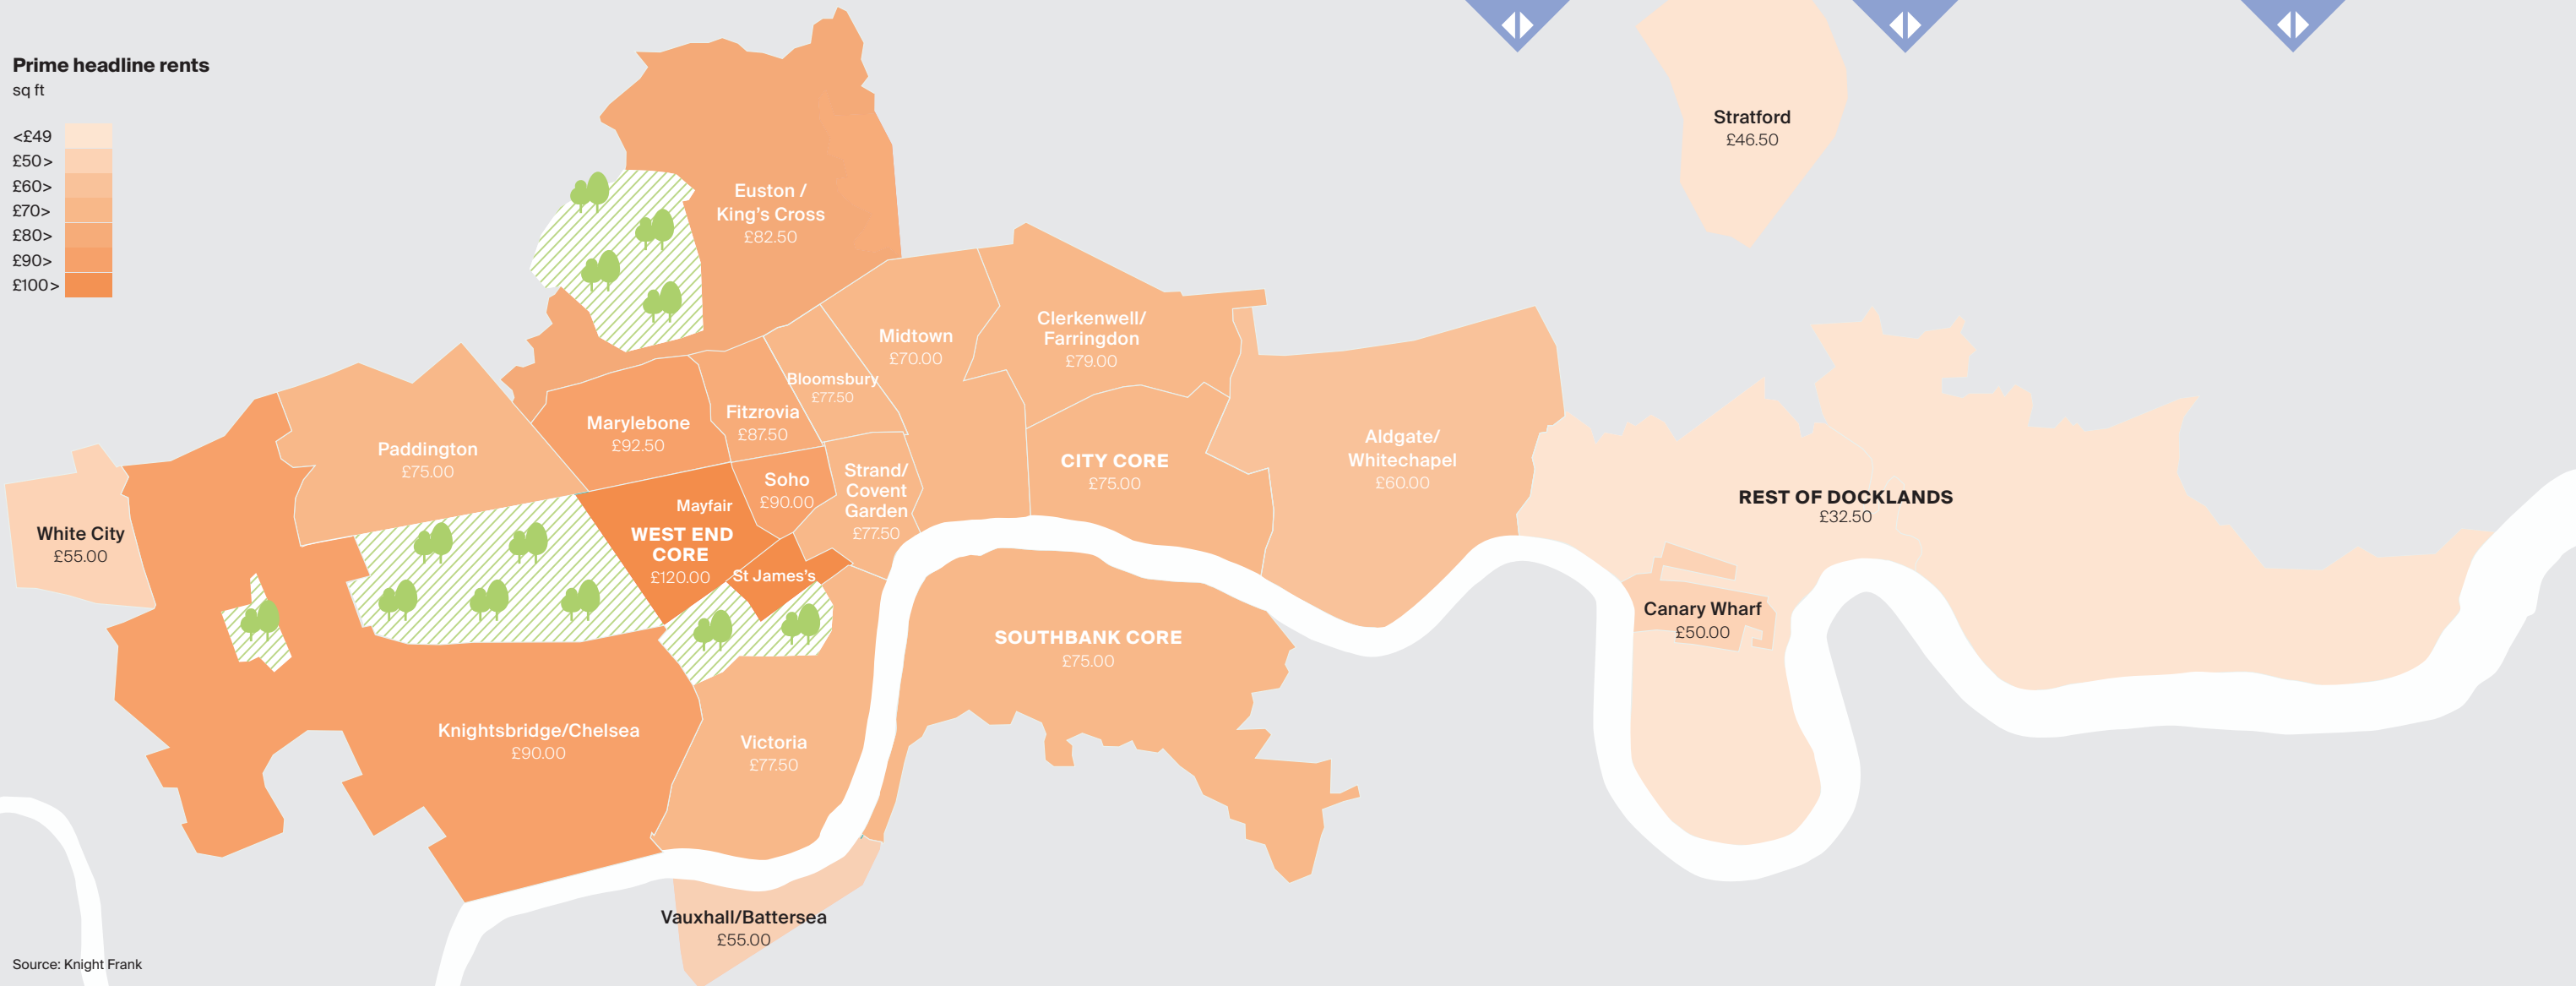 Prime headline rents
sq ft
<£49
£50>
£60>
£70>
£80>
£90>
£100>
Stratford
£46.50
Euston /
King's Cross
£82.50
Midtown
£70.00
Clerkenwell/
Farringdon
£79.00
Bloomsbury
£77.50
Fitzrovia
£87.50
Marylebone
£92.50
Paddington
£75.00
Soho
£90.00
Strand/
Covent
Garden
£77.50
CITY CORE
£75.00
Aldgate/
Whitechapel
£60.00
White City
£55.00
Mayfair
WEST END
CORE
£120.00
St James's
REST OF DOCKLANDS
£32.50
Canary Wharf
£50.00
SOUTHBANK CORE
£75.00
Knightsbridge/Chelsea
£90.00
Victoria
£77.50
Vauxhall/Battersea
£55.00
Source: Knight Frank